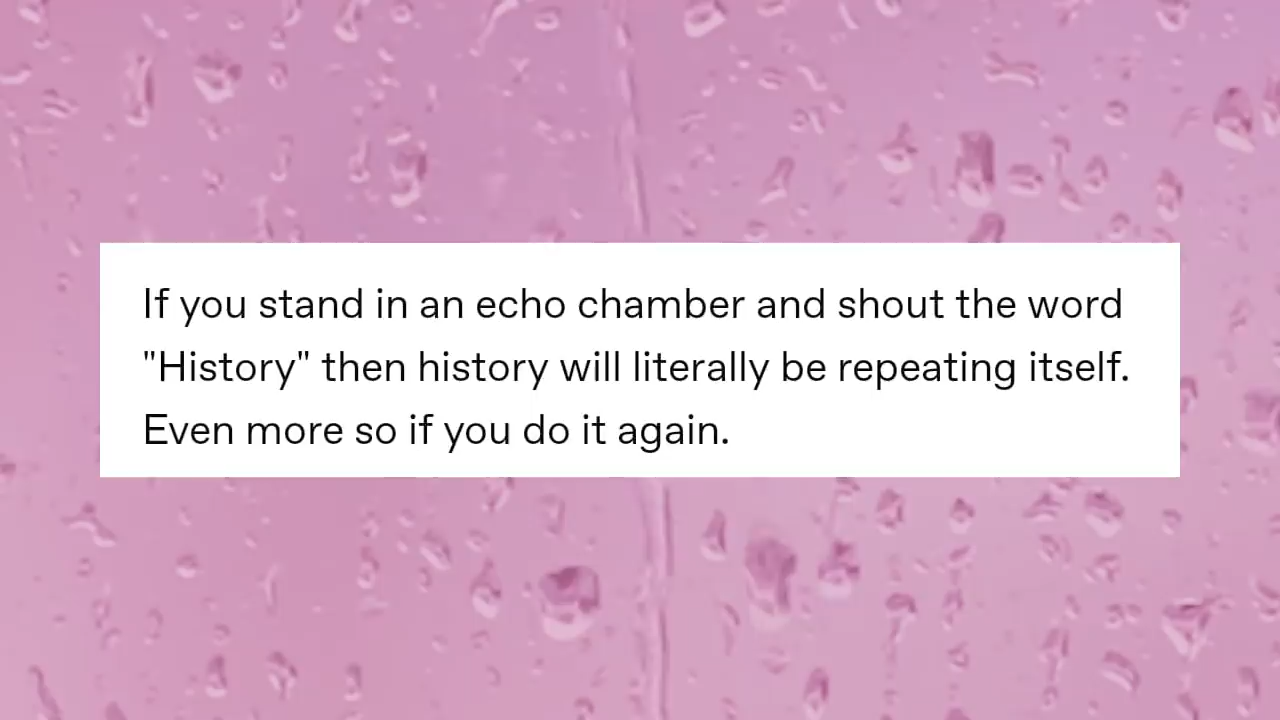 If you stand in an echo chamber and shout the word
"History" then history will literally be repeating itself.
Even more so if you do it again.